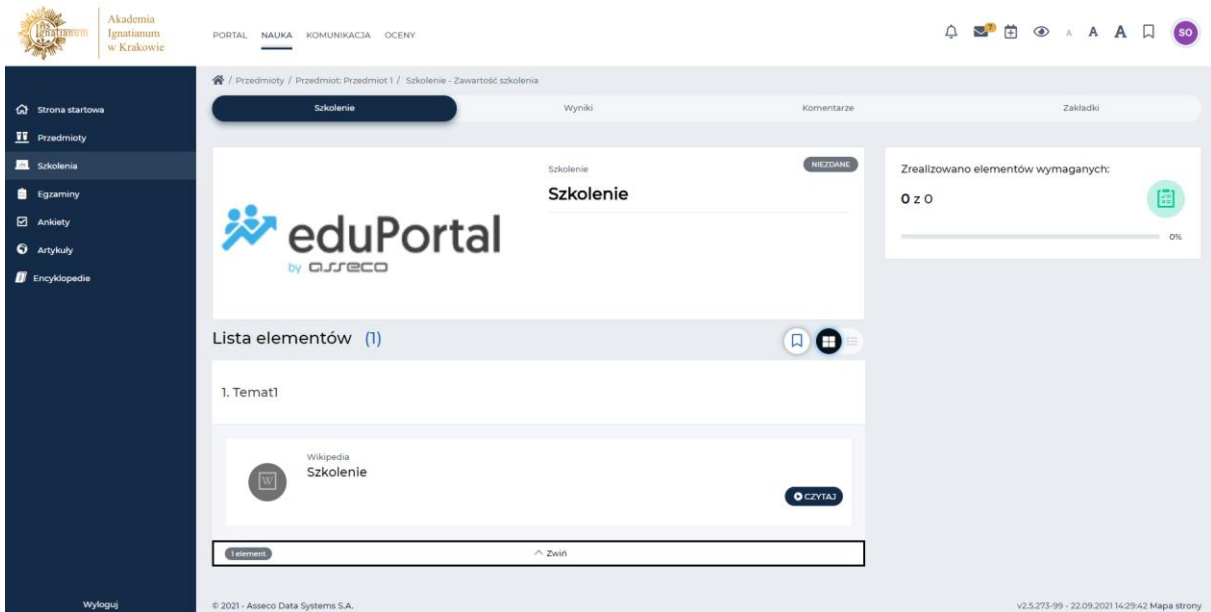 Ignatianum
Akademia
Ignatianum
w Krakowie
PORTAL NAUKA KOMUNIKACJA OCENY
7
A A A
SO
/ Przedmioty / Przedmiot: Przedmiot 1 / Szkolenie - Zawartość szkolenia
Strona startowa
Przedmioty
Szkolenia
Egzaminy
Ankiety
Artykuły
Encyklopedie
Wyloguj
Szkolenie Wyniki Komentarze Zakładki
eduPortal
by asseco
Szkolenie
NIEZDANE
Szkolenie
Zrealizowano elementów wymaganych:
0 z 0
0%
Lista elementów (1)
1. Temat1
W
Wikipedia
Szkolenie
CZYTAJ
1 element
Zwiń
© 2021 - Asseco Data Systems S.A.
v2.5.273-99 - 22.09.2021 14:29:42 Mapa strony